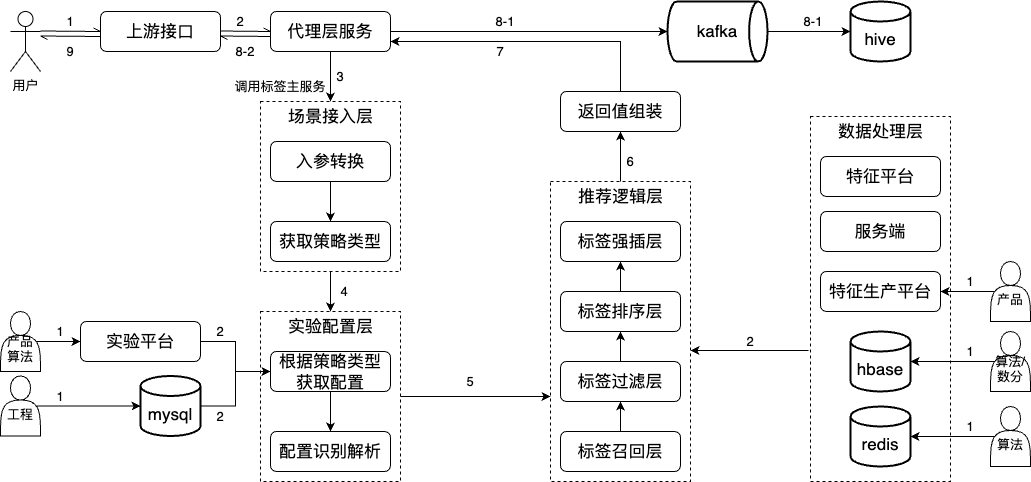 1
9
用户
上游接口
2
8-2
代理层服务
8-1
7
kafka
8-1
hive
3
调用标签主服务
场景接入层
入参转换
获取策略类型
4
返回值组装
6
数据处理层
特征平台
服务端
特征生产平台
1
产品
hbase
1
算法/
数分
redis
1
算法
2
推荐逻辑层
标签强插层
标签排序层
标签过滤层
标签召回层
产品
算法
1
实验平台
2
工程
1
mysql
2
实验配置层
根据策略类型
获取配置
配置识别解析
5